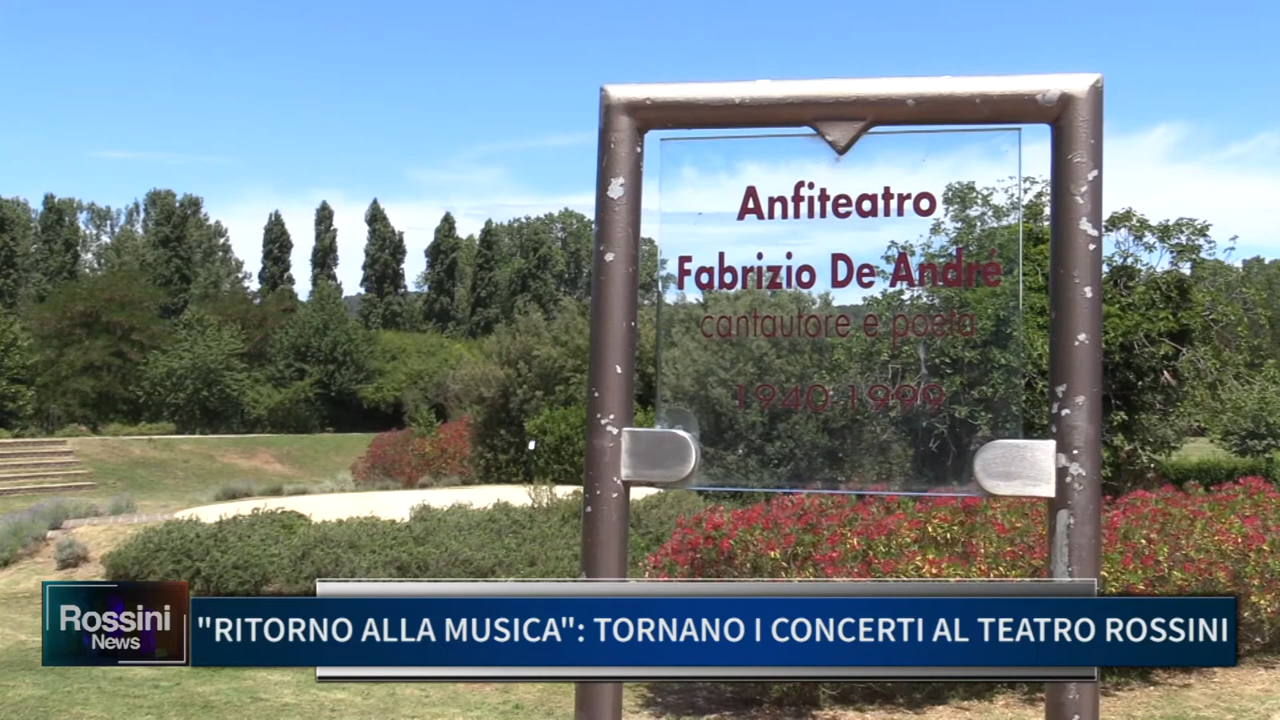 Anfiteatro
Fabrizio De André
cantautore e poeta
1940 1999
Rossini
News
"RITORNO ALLA MUSICA": TORNANO I CONCERTI AL TEATRO ROSSINI